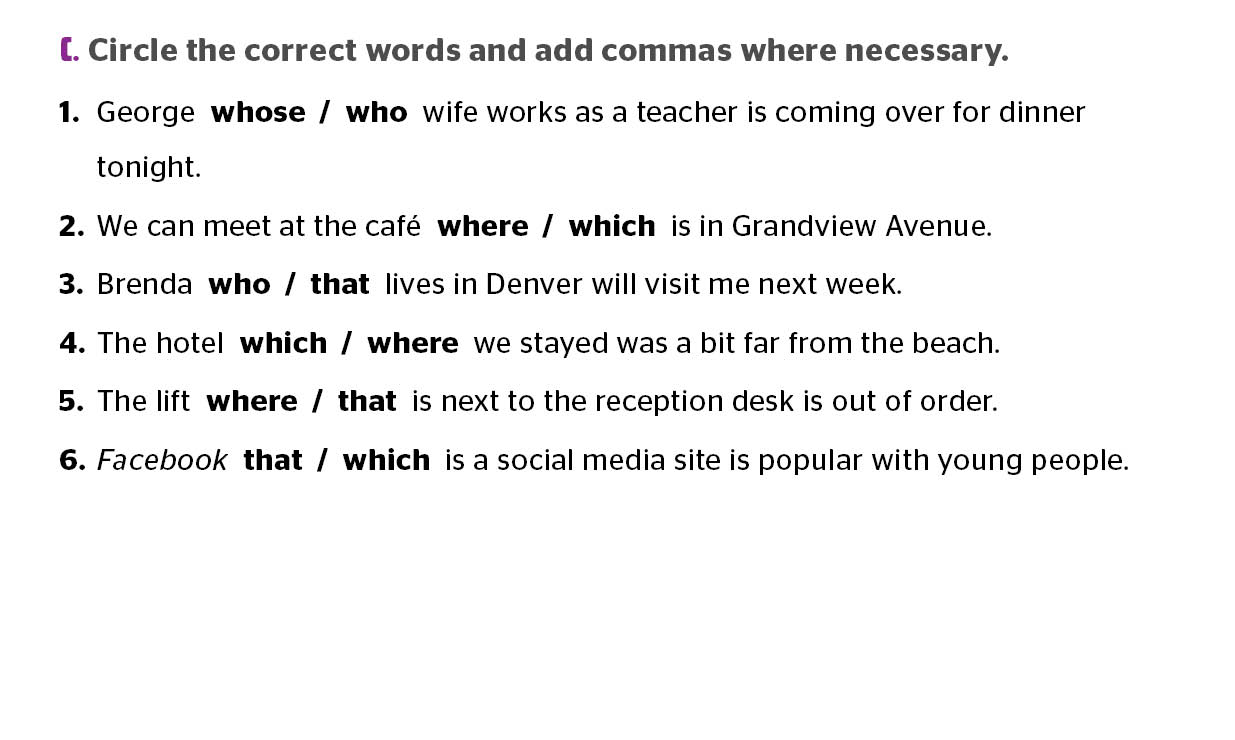 C. Circle the correct words and add commas where necessary.
1. George whose / who wife works as a teacher is coming over for dinner
tonight.
2. We can meet at the café where / which is in Grandview Avenue.
3. Brenda who / that lives in Denver will visit me next week.
4. The hotel which / where we stayed was a bit far from the beach.
5. The lift where / that is next to the reception desk is out of order.
6. Facebook that / which is a social media site is popular with young people.